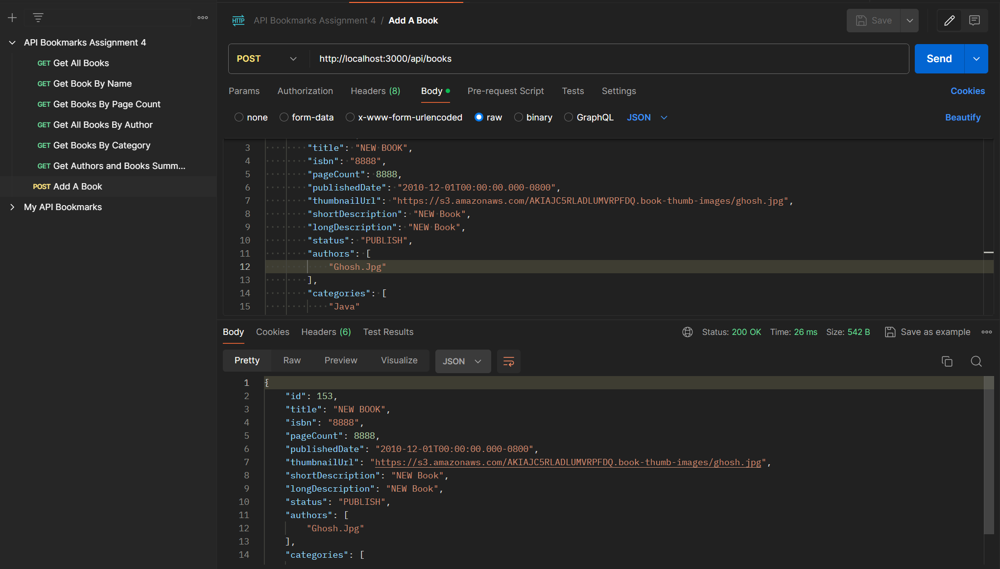 API Bookmarks Assignment 4
GET Get All Books
GET Get Book By Name
GET Get Books By Page Count
GET Get All Books By Author
GET Get Books By Category
GET Get Authors and Books Summ...
POST Add A Book
My API Bookmarks
HTTP API Bookmarks Assignment 4 / Add A Book
Save
POST http://localhost:3000/api/books
Send
Params Authorization Headers (8) Body Pre-request Script Tests Settings Cookies
none form-data x-www-form-urlencoded raw binary GraphQL JSON Beautify
3 "title": "NEW BOOK",
4 "isbn": "8888",
5 "pageCount": 8888,
6 "publishedDate": "2010-12-01T00:00:00.000-0800",
7 "thumbnailUrl": "https://s3.amazonaws.com/AKIAJC5RLADLUMVRPFDQ.book-thumb-images/ghosh.jpg",
8 "shortDescription": "NEW Book",
9 "longDescription": "NEW Book",
10 "status": "PUBLISH",
11 "authors": [
12 "Ghosh.Jpg"
13 ],
14 "categories": [
15 "Java"
Body Cookies Headers (6) Test Results Status: 200 OK Time: 26 ms Size: 542 B Save as example
Pretty Raw Preview Visualize JSON
1 {
2 "id": 153,
3 "title": "NEW BOOK",
4 "isbn": "8888",
5 "pageCount": 8888,
6 "publishedDate": "2010-12-01T00:00:00.000-0800",
7 "thumbnailUrl": "https://s3.amazonaws.com/AKIAJC5RLADLUMVRPFDQ.book-thumb-images/ghosh.jpg",
8 "shortDescription": "NEW Book",
9 "longDescription": "NEW Book",
10 "status": "PUBLISH",
11 "authors": [
12 "Ghosh.Jpg"
13 ],
14 "categories": [